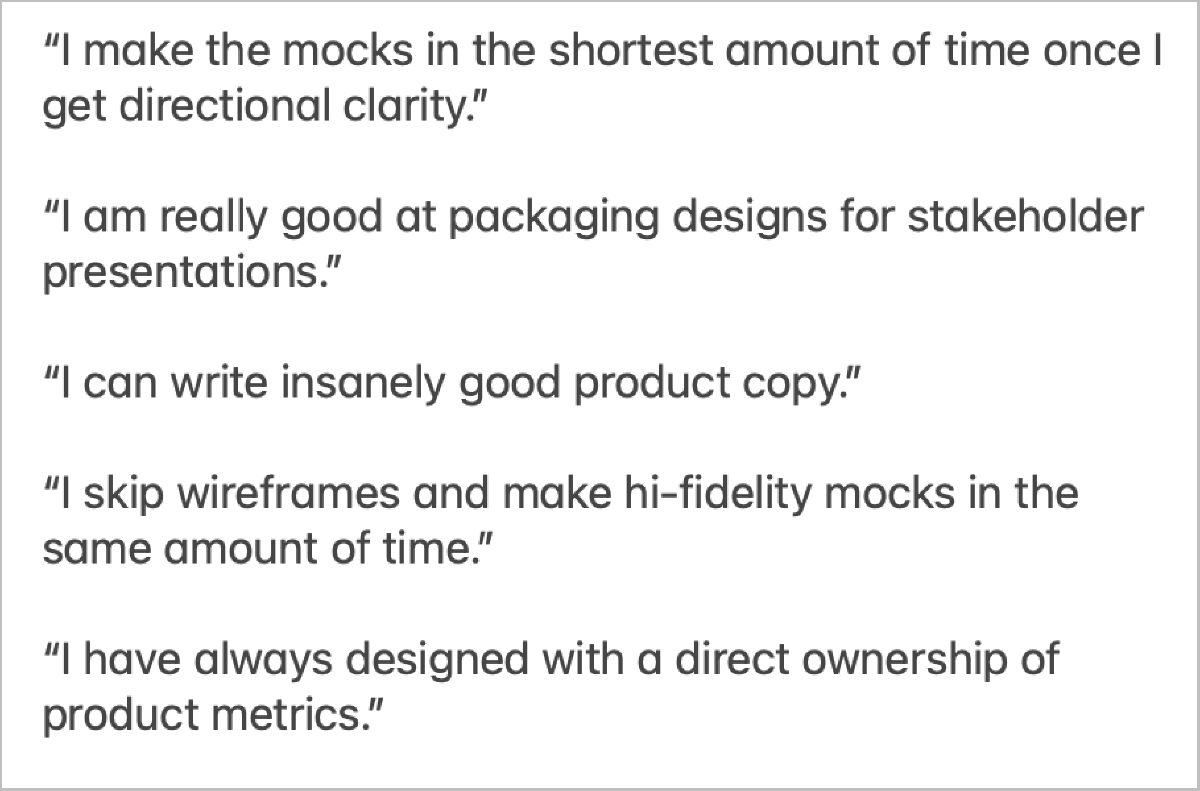 “I make the mocks in the shortest amount of time once I
get directional clarity.”
“I am really good at packaging designs for stakeholder
presentations.”
“I can write insanely good product copy.”
“I skip wireframes and make hi-fidelity mocks in the
same amount of time.”
“I have always designed with a direct ownership of
product metrics.”